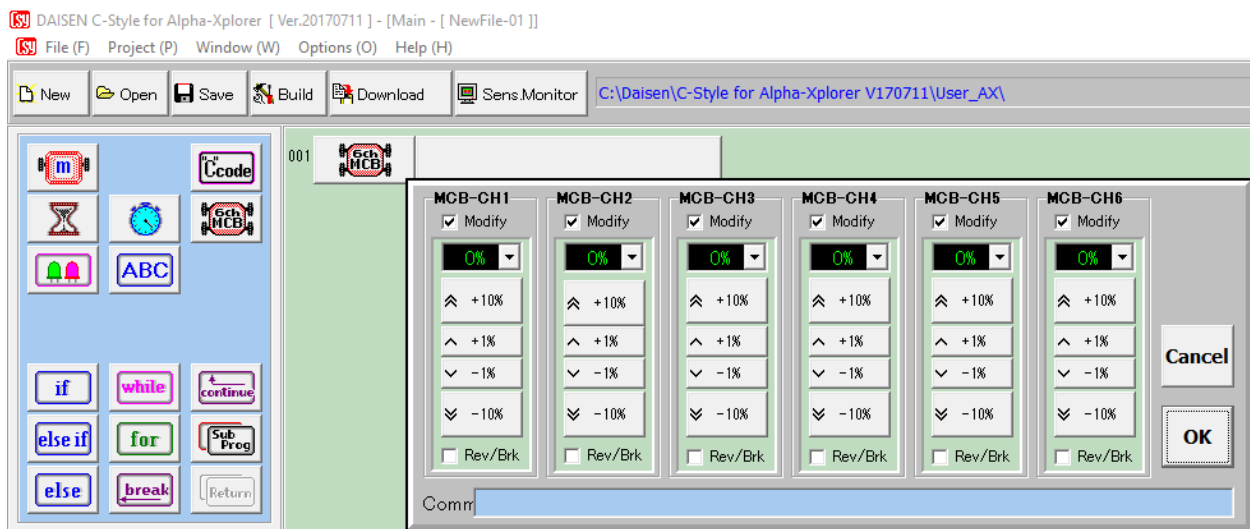 DAISEN C-Style for Alpha-Xplorer [ Ver.20170711 ] - [Main - [ NewFile-01 ]]
File (F) Project (P) Window (W) Options (O) Help (H)
New Open Save Build Download Sens.Monitor C:\Daisen\C-Style for Alpha-Xplorer V170711\User_AX\
m "C"code
6ch MCB
ABC
if while continue
else if for Sub Prog
else break Return
001 6ch MCB
MCB-CH1 MCB-CH2 MCB-CH3 MCB-CH4 MCB-CH5 MCB-CH6
Modify Modify Modify Modify Modify Modify
0% 0% 0% 0% 0% 0%
+10% +10% +10% +10% +10% +10%
+1% +1% +1% +1% +1% +1%
-1% -1% -1% -1% -1% -1%
-10% -10% -10% -10% -10% -10%
Rev/Brk Rev/Brk Rev/Brk Rev/Brk Rev/Brk Rev/Brk
Cancel
OK
Comm